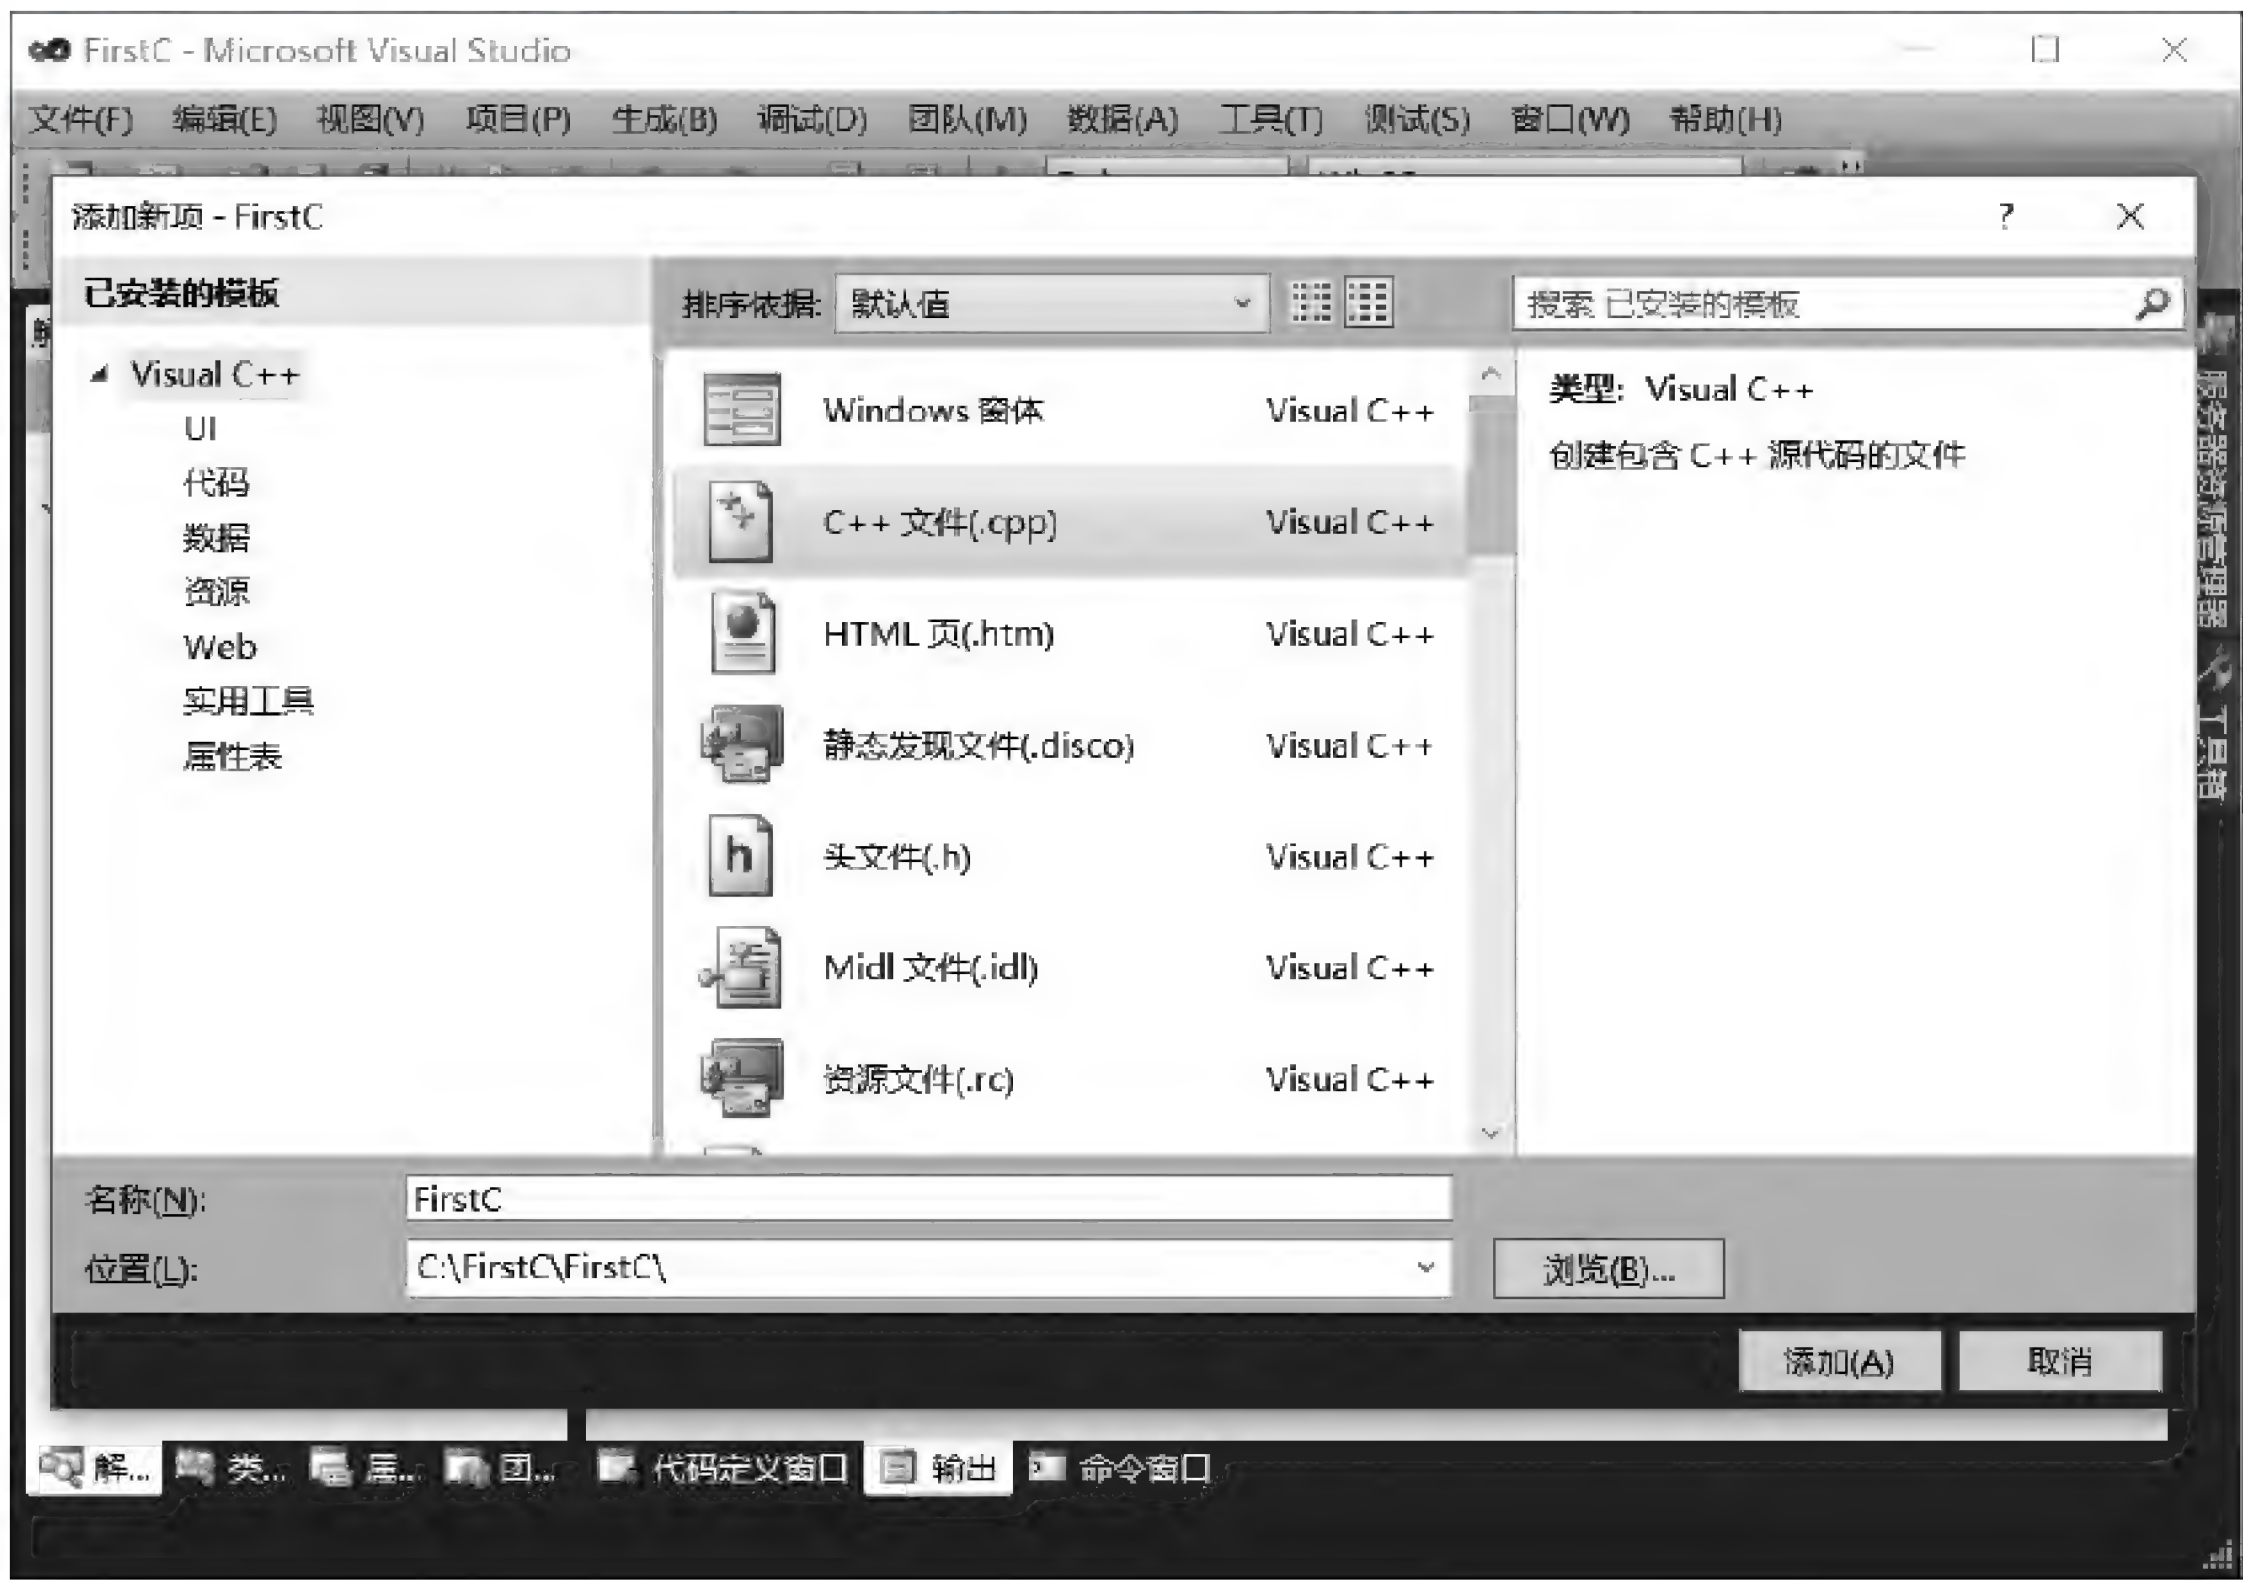 FirstC - Microsoft Visual Studio
文件(F) 编辑(E) 视图(V) 项目(P) 生成(B) 调试(D) 团队(M) 数据(A) 工具(T) 测试(S) 窗口(W) 帮助(H)
添加新项 - FirstC ?
已安装的模板
排序依据: 默认值
搜索 已安装的模板
Visual C++
UI
代码
数据
资源
Web
实用工具
属性表
Windows 窗体 Visual C++
C++ 文件(.cpp) Visual C++
HTML 页(.htm) Visual C++
静态发现文件(.disco) Visual C++
h 头文件(.h) Visual C++
Midl 文件(.idl) Visual C++
资源文件(.rc) Visual C++
类型: Visual C++
创建包含 C++ 源代码的文件
服务器资源管理器
工具箱
名称(N): FirstC
位置(L): C:\FirstC\FirstC\ 浏览(B)...
添加(A) 取消
解... 类... 属... 团... 代码定义窗口 输出 命令窗口